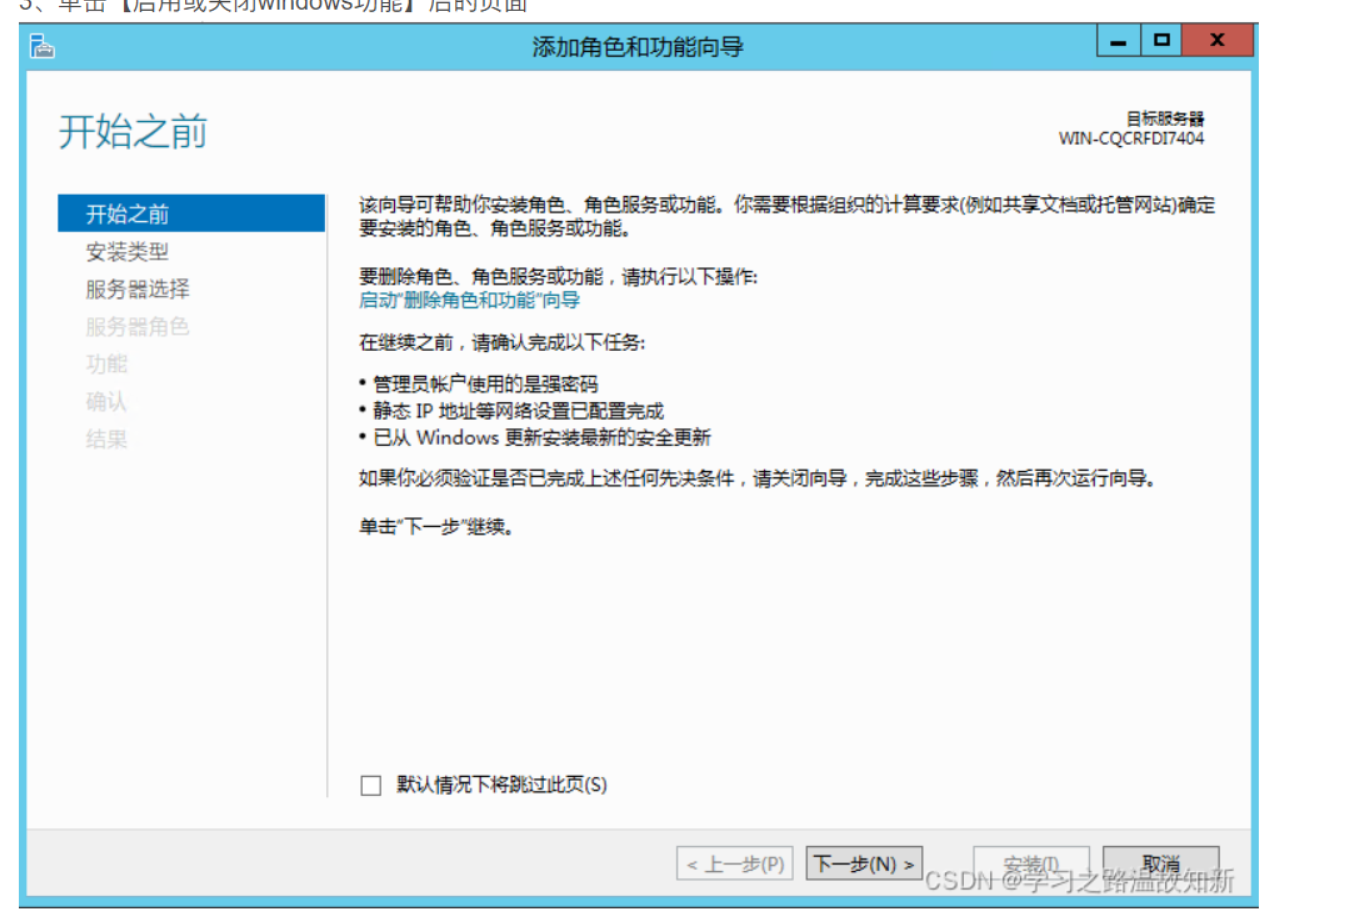 3、单击【启用或关闭windows功能】后的页面
添加角色和功能向导
开始之前
目标服务器
WIN-CQCRFDI7404
开始之前
安装类型
服务器选择
服务器角色
功能
确认
结果
该向导可帮助你安装角色、角色服务或功能。你需要根据组织的计算要求(例如共享文档或托管网站)确定
要安装的角色、角色服务或功能。
要删除角色、角色服务或功能，请执行以下操作:
启动"删除角色和功能"向导
在继续之前，请确认完成以下任务:
• 管理员帐户使用的是强密码
• 静态 IP 地址等网络设置已配置完成
• 已从 Windows 更新安装最新的安全更新
如果你必须验证是否已完成上述任何先决条件，请关闭向导，完成这些步骤，然后再次运行向导。
单击"下一步"继续。
默认情况下将跳过此页(S)
< 上一步(P)
下一步(N) >
安装(I)
取消
CSDN @学习之路温故知新